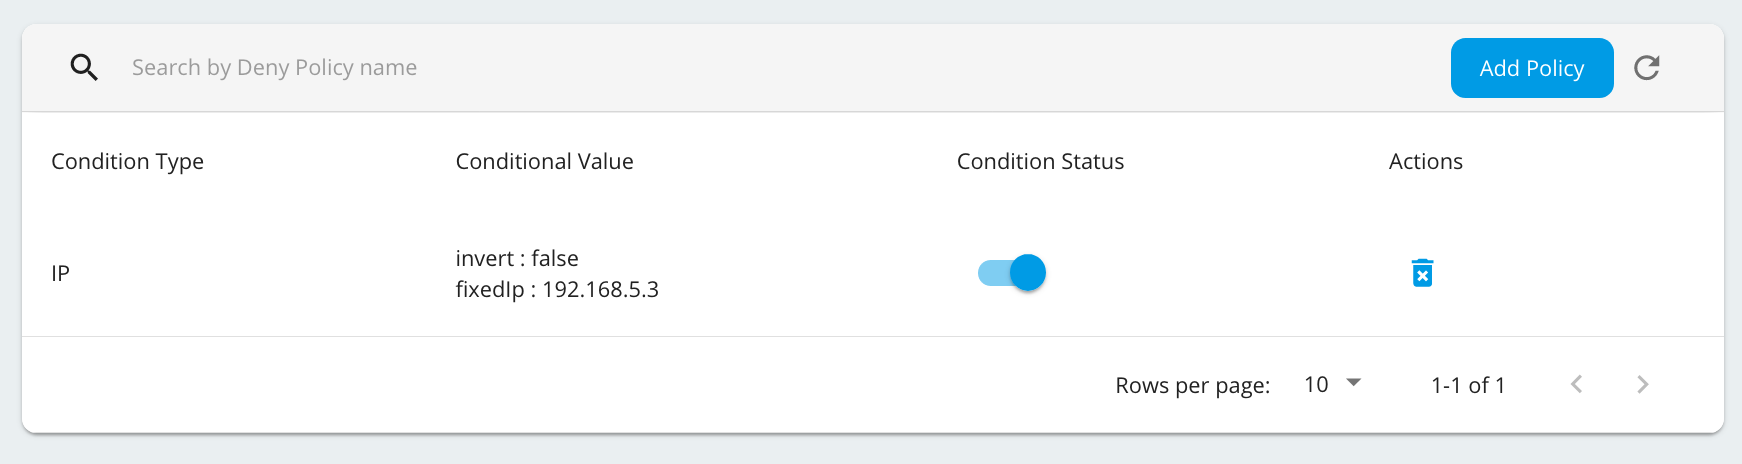 Search by Deny Policy name
Add Policy
Condition Type
Conditional Value
Condition Status
Actions
IP
invert : false
fixedIp : 192.168.5.3
Rows per page:
10
1-1 of 1